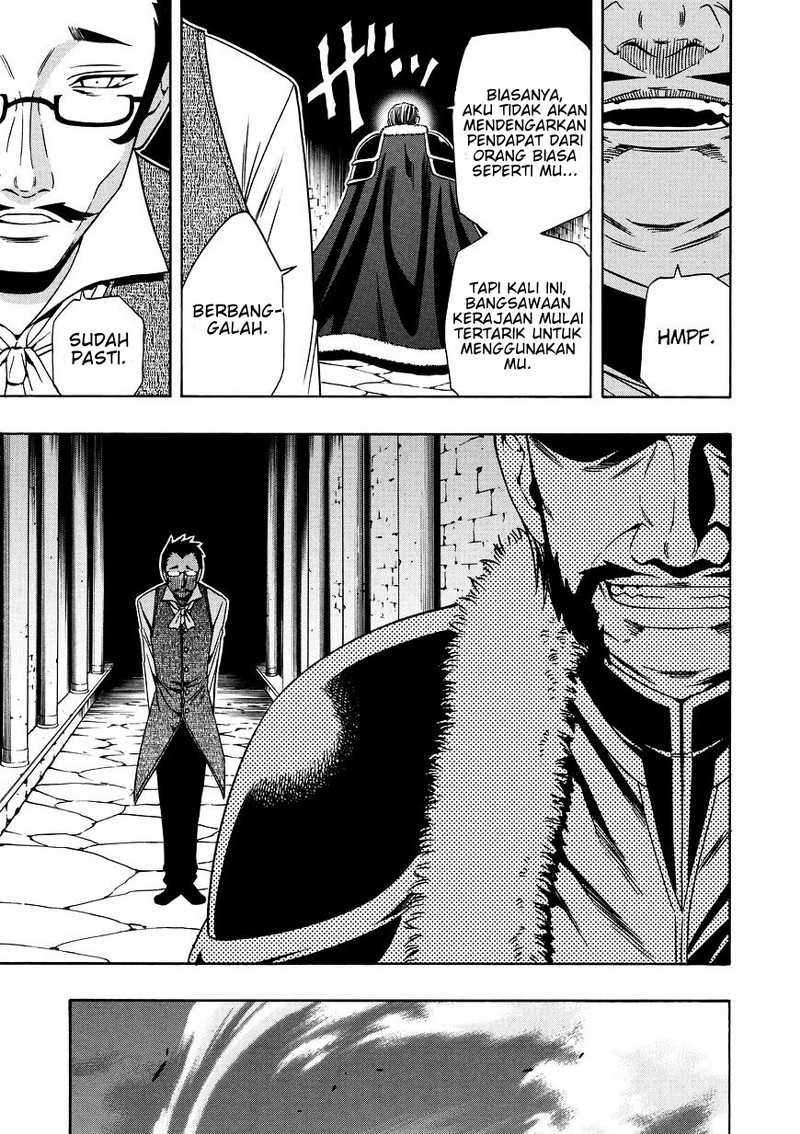 HMPF.
BIASANYA,
AKU TIDAK AKAN
MENDENGARKAN
PENDAPAT DARI
ORANG BIASA
SEPERTI MU...
TAPI KALI INI,
BANGSAWAAN
KERAJAAN MULAI
TERTARIK UNTUK
MENGGUNAKAN
MU.
ザッ
BERBANG-
GALAH.
SUDAH
PASTI.